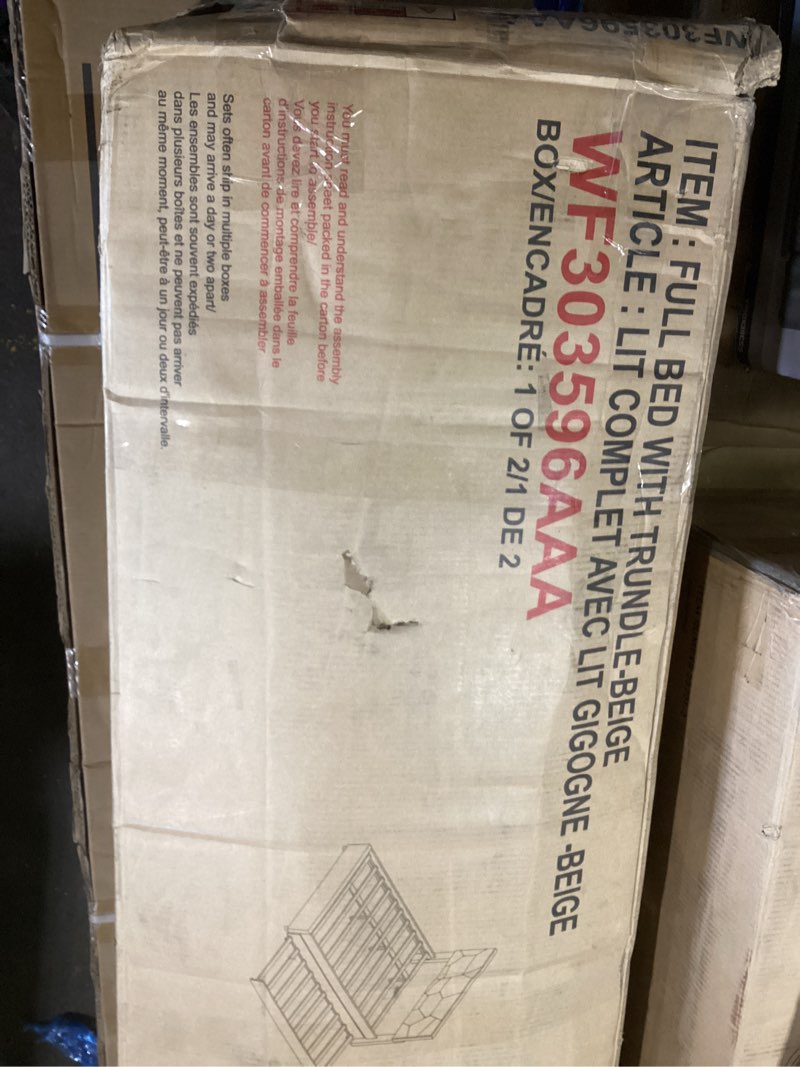 WF303596AA
ITEM : FULL BED WITH TRUNDLE-BEIGE
ARTICLE : LIT COMPLET AVEC LIT GIGOGNE -BEIGE
WF303596AAA
BOX/ENCADRÉ: 1 OF 2/1 DE 2
You must read and understand the assembly
instruction sheet packed in the carton before
you start to assemble/
Vous devez lire et comprendre la feuille
d'instructions de montage emballée dans le
carton avant de commencer à assembler
Sets often ship in multiple boxes
and may arrive a day or two apart/
Les ensembles sont souvent expédiés
dans plusieurs boîtes et ne peuvent pas arriver
au même moment, peut-être à un jour ou deux d'intervalle.